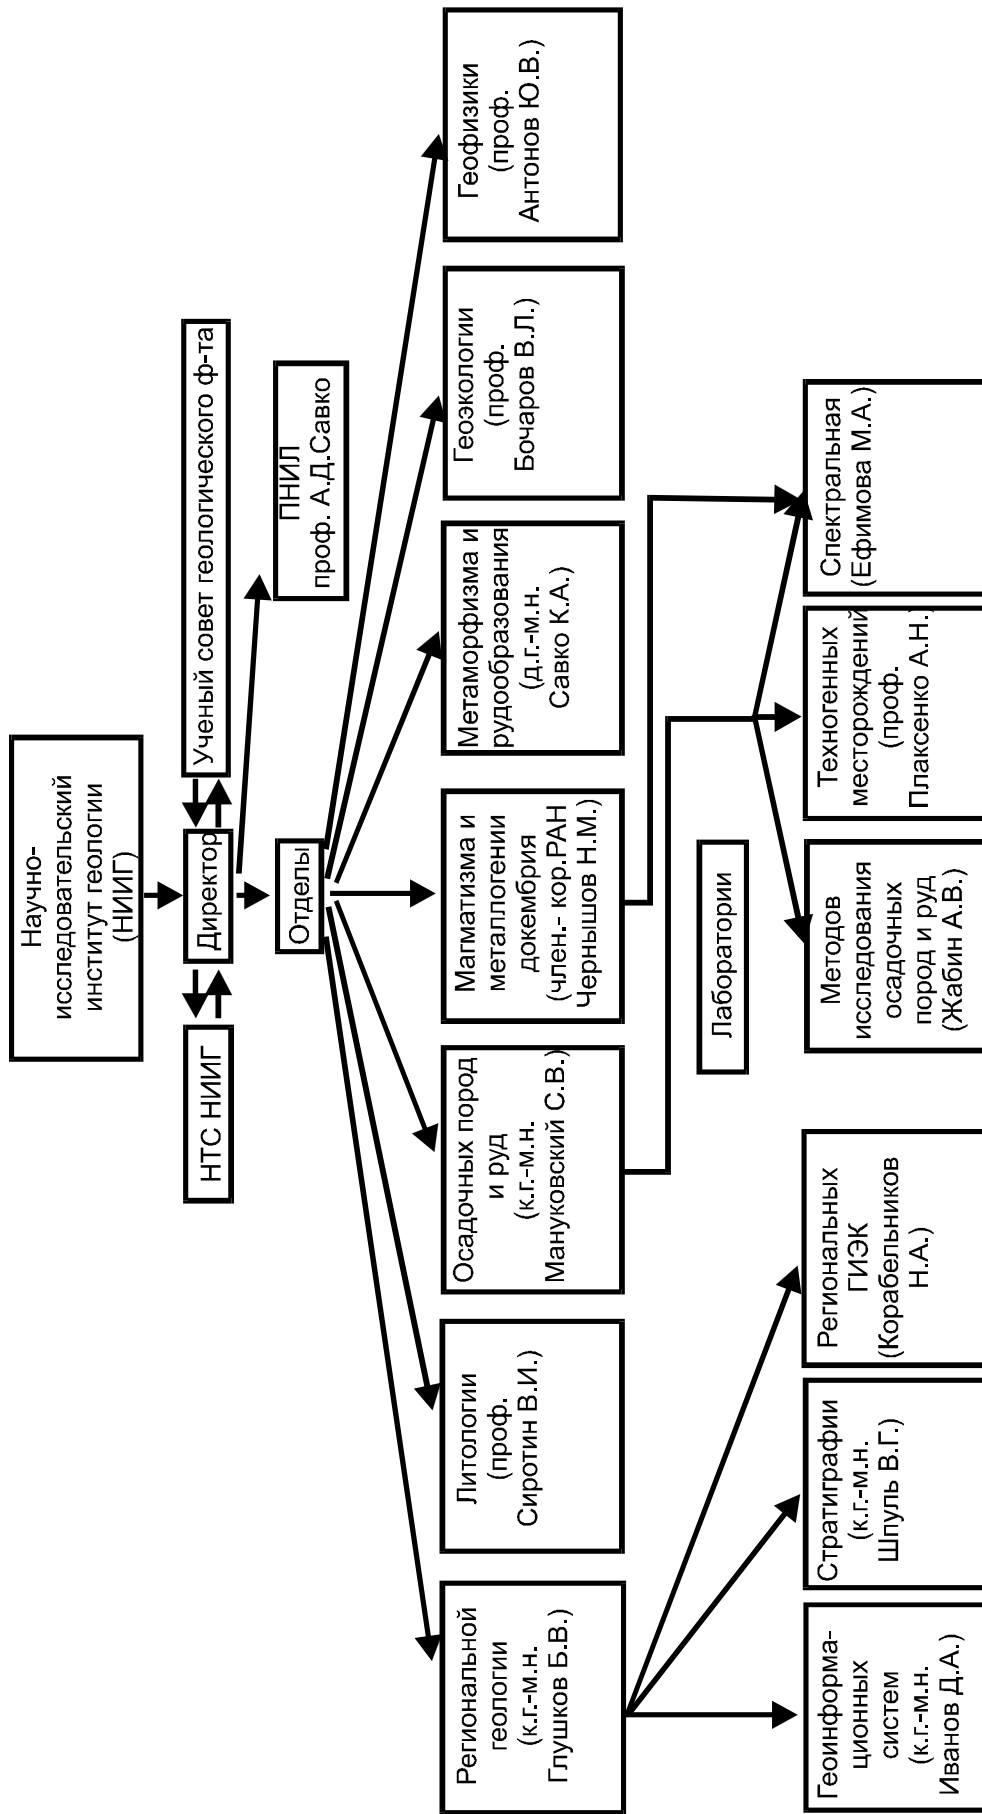 Научно-
исследовательский
институт геологии
(НИИГ)
НТС НИИГ
Директор
Ученый совет геологического ф-та
ПНИЛ
проф. А.Д.Савко
Отделы
Региональной
геологии
(к.г.-м.н.
Глушков Б.В.)
Литологии
(проф.
Сиротин В.И.)
Осадочных пород
и руд
(к.г.-м.н.
Мануковский С.В.)
Магматизма и
металлогении
докембрия
(член.- кор.РАН
Чернышов Н.М.)
Метаморфизма и
рудообразования
(д.г.-м.н.
Савко К.А.)
Геоэкологии
(проф.
Бочаров В.Л.)
Геофизики
(проф.
Антонов Ю.В.)
Лаборатории
Геоинформа-
ционных
систем
(к.г.-м.н.
Иванов Д.А.)
Стратиграфии
(к.г.-м.н.
Шпуль В.Г.)
Региональных
ГИЭК
(Корабельников
Н.А.)
Методов
исследования
осадочных
пород и руд
(Жабин А.В.)
Техногенных
месторождений
(проф.
Плаксенко А.Н.)
Спектральная
(Ефимова М.А.)